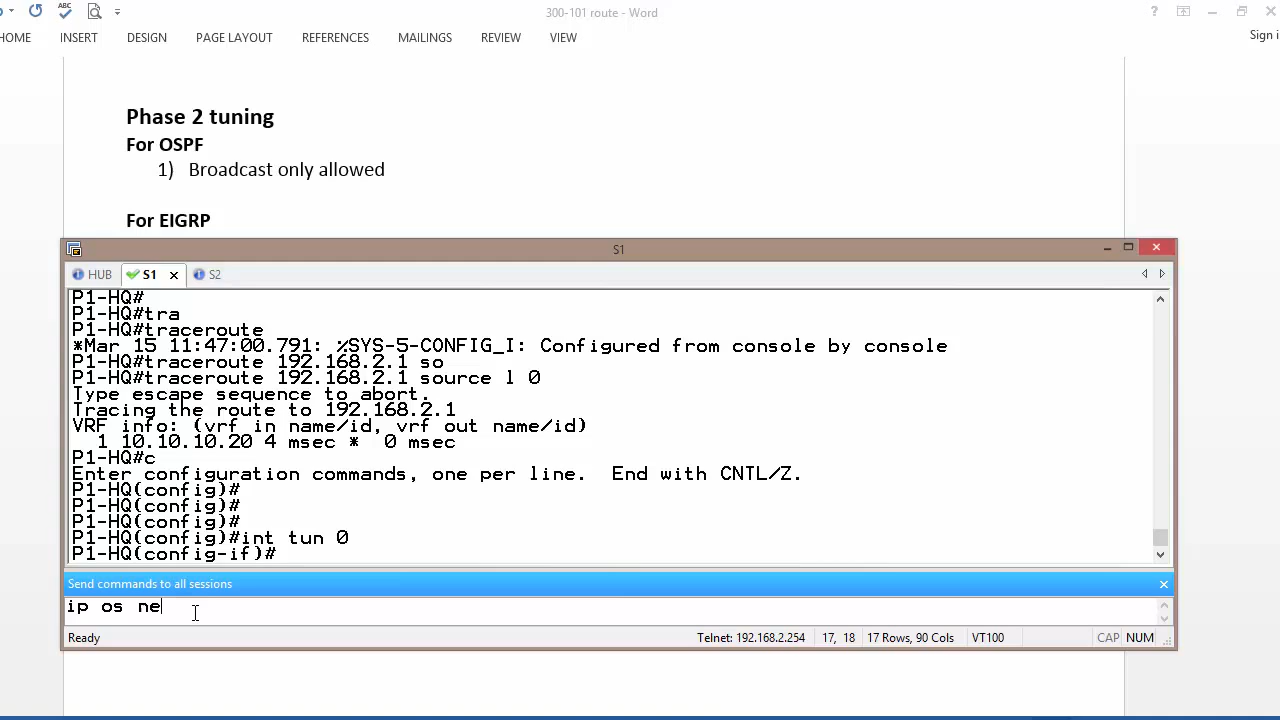 ABC
300-101 route - Word
?
HOME INSERT DESIGN PAGE LAYOUT REFERENCES MAILINGS REVIEW VIEW
Sign i
Phase 2 tuning
For OSPF
1) Broadcast only allowed
For EIGRP
S1
HUB S1 S2
P1-HQ#
P1-HQ#tra
P1-HQ#traceroute
*Mar 15 11:47:00.791: %SYS-5-CONFIG_I: Configured from console by console
P1-HQ#traceroute 192.168.2.1 so
P1-HQ#traceroute 192.168.2.1 source l 0
Type escape sequence to abort.
Tracing the route to 192.168.2.1
VRF info: (vrf in name/id, vrf out name/id)
1 10.10.10.20 4 msec * 0 msec
P1-HQ#c
Enter configuration commands, one per line. End with CNTL/Z.
P1-HQ(config)#
P1-HQ(config)#
P1-HQ(config)#
P1-HQ(config)#int tun 0
P1-HQ(config-if)#
Send commands to all sessions
ip os ne
Ready Telnet: 192.168.2.254 17, 18 17 Rows, 90 Cols VT100 CAP NUM